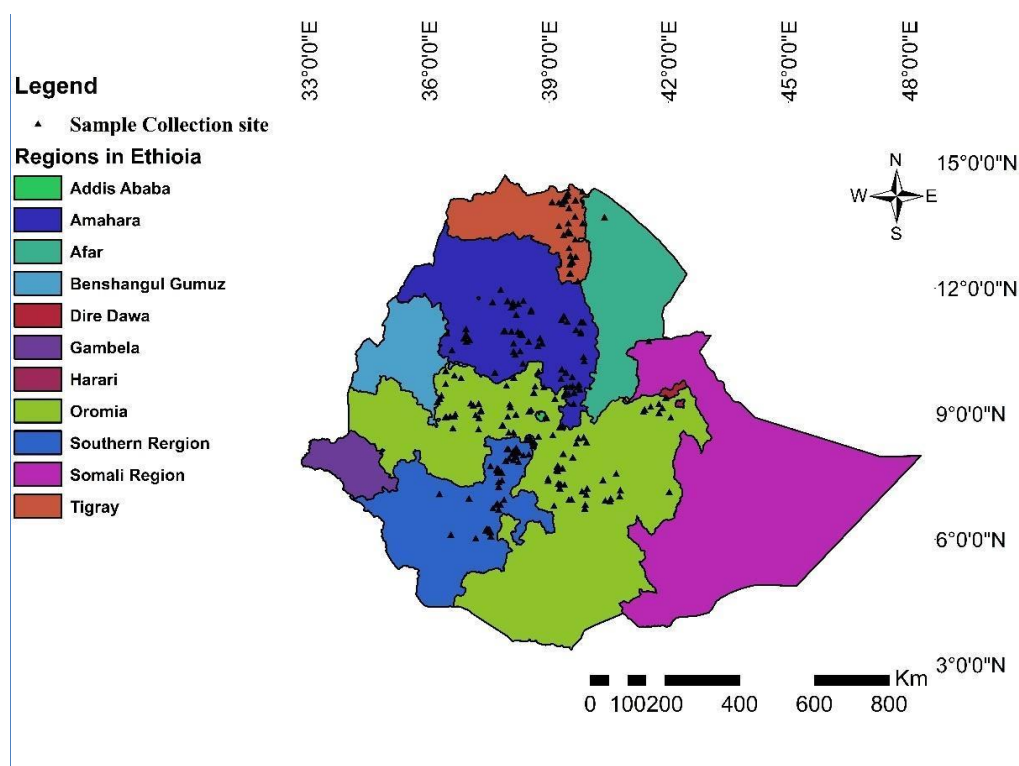 33°0'0"E
36°0'0"E
39°0'0"E
42°0'0"E
45°0'0"E
48°0'0"E
Legend
Sample Collection site
Regions in Ethioia
Addis Ababa
Amahara
Afar
Benshangul Gumuz
Dire Dawa
Gambela
Harari
Oromia
Southern Rergion
Somali Region
Tigray
N
W E
S
15°0'0"N
12°0'0"N
9°0'0"N
6°0'0"N
3°0'0"N
Km
0 100 200 400 600 800